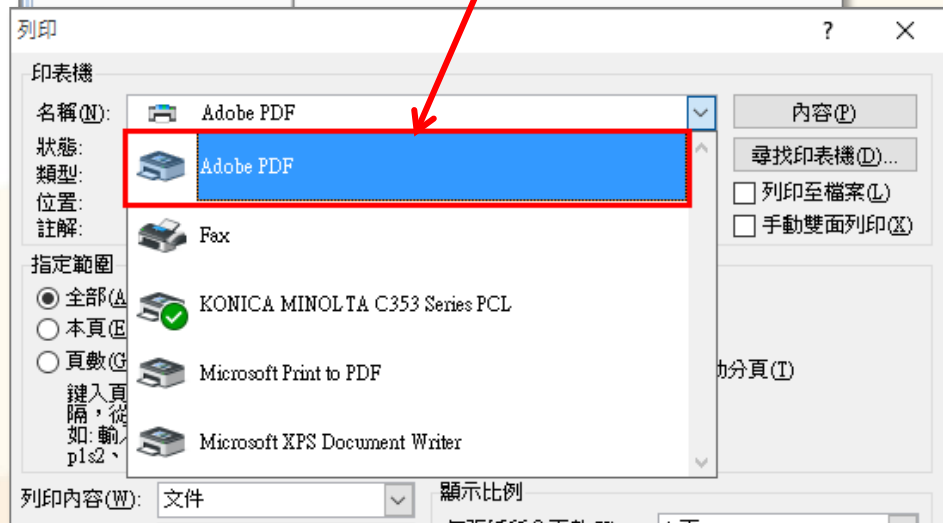 列印 ?
印表機
名稱(N): Adobe PDF 內容(P)
狀態: Adobe PDF 尋找印表機(D)...
類型:
位置: 列印至檔案(L)
註解: Fax 手動雙面列印(X)
指定範圍
全部(A KONICA MINOLTA C353 Series PCL
本頁(E
頁數(G Microsoft Print to PDF 分頁(T)
鍵入頁
隔，從
如: 輸入 Microsoft XPS Document Writer
p1s2、
列印內容(W): 文件 顯示比例